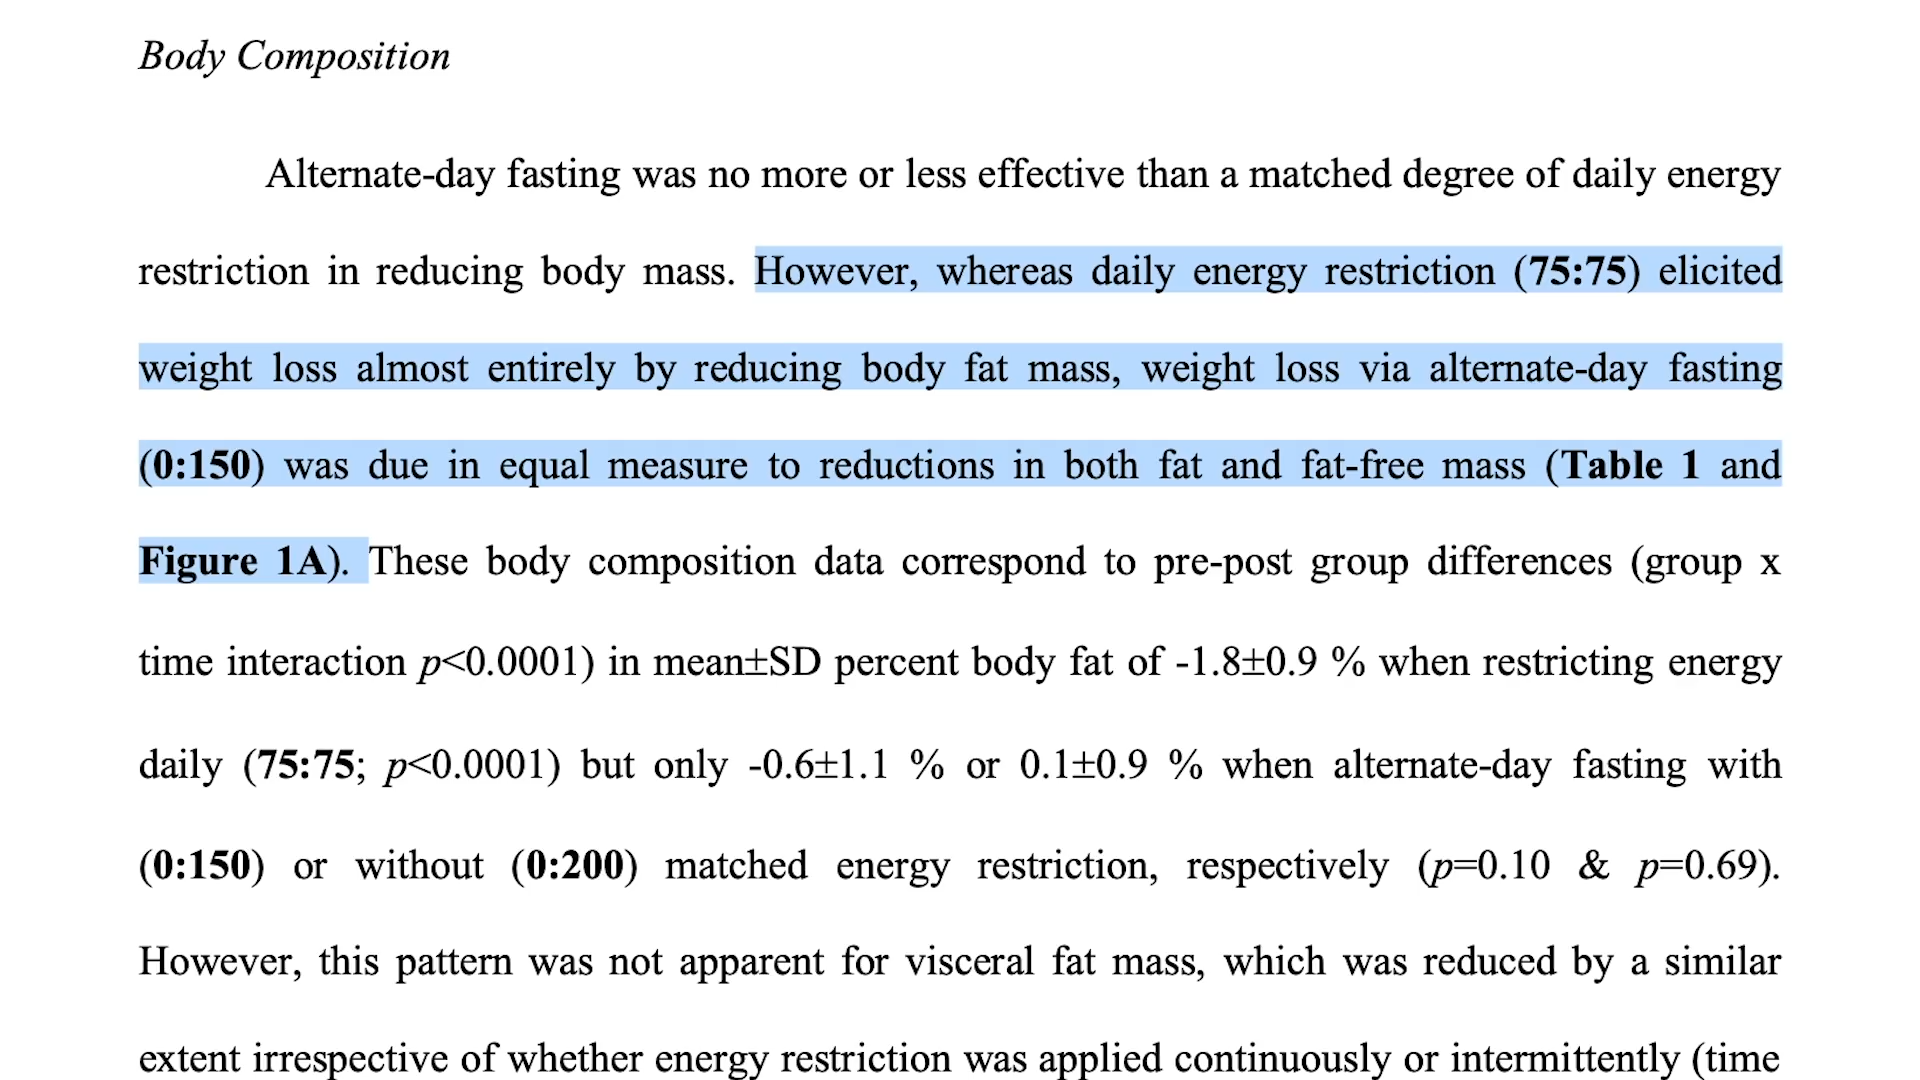 Body Composition
Alternate-day fasting was no more or less effective than a matched degree of daily energy
restriction in reducing body mass. However, whereas daily energy restriction (75:75) elicited
weight loss almost entirely by reducing body fat mass, weight loss via alternate-day fasting
(0:150) was due in equal measure to reductions in both fat and fat-free mass (Table 1 and
Figure 1A). These body composition data correspond to pre-post group differences (group x
time interaction p<0.0001) in mean±SD percent body fat of -1.8±0.9 % when restricting energy
daily (75:75; p<0.0001) but only -0.6±1.1 % or 0.1±0.9 % when alternate-day fasting with
(0:150) or without (0:200) matched energy restriction, respectively (p=0.10 & p=0.69).
However, this pattern was not apparent for visceral fat mass, which was reduced by a similar
extent irrespective of whether energy restriction was applied continuously or intermittently (time